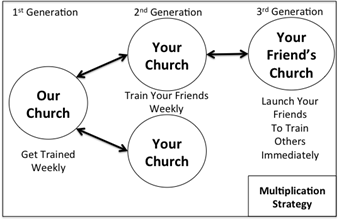 1st Generation
2nd Generation
3rd Generation
Our
Church
Get Trained
Weekly
Your
Church
Train Your Friends
Weekly
Your
Church
Your
Friend's
Church
Launch Your
Friends
To Train
Others
Immediately
Multiplication
Strategy